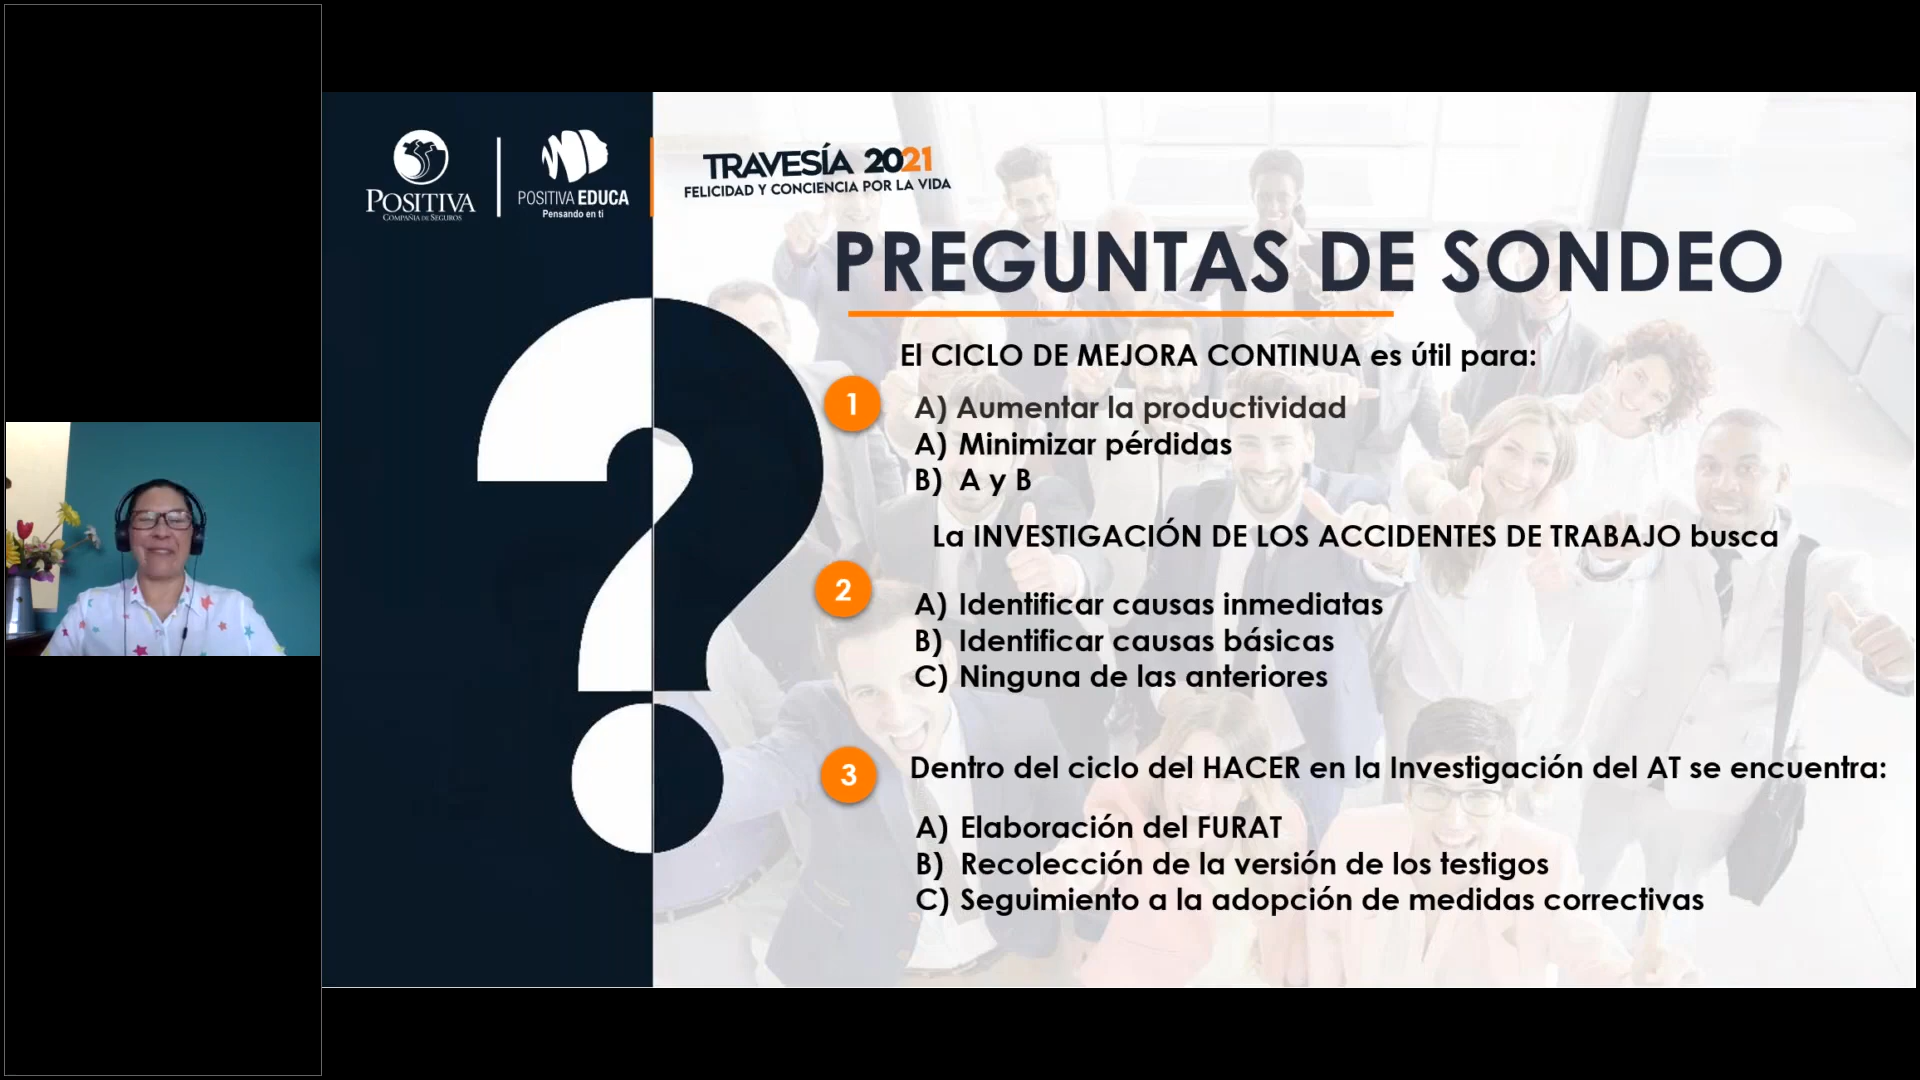 POSITIVA
COMPAÑÍA DE SEGUROS
POSITIVA EDUCA
Pensando en ti
TRAVESÍA 2021
FELICIDAD Y CONCIENCIA POR LA VIDA
PREGUNTAS DE SONDEO
El CICLO DE MEJORA CONTINUA es útil para:
1
A) Aumentar la productividad
A) Minimizar pérdidas
B) A y B
La INVESTIGACIÓN DE LOS ACCIDENTES DE TRABAJO busca
2
A) Identificar causas inmediatas
B) Identificar causas básicas
C) Ninguna de las anteriores
3
Dentro del ciclo del HACER en la Investigación del AT se encuentra:
A) Elaboración del FURAT
B) Recolección de la versión de los testigos
C) Seguimiento a la adopción de medidas correctivas